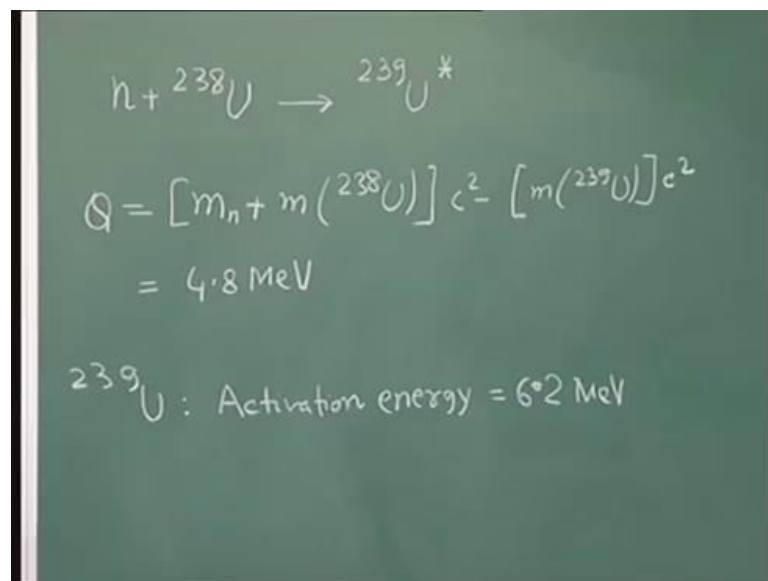 n + ²³⁸U → ²³⁹U*
Q = [mₙ + m(²³⁸U)] c² - [m(²³⁹U)] c²
= 4.8 MeV
²³⁹U : Activation energy = 6.2 MeV